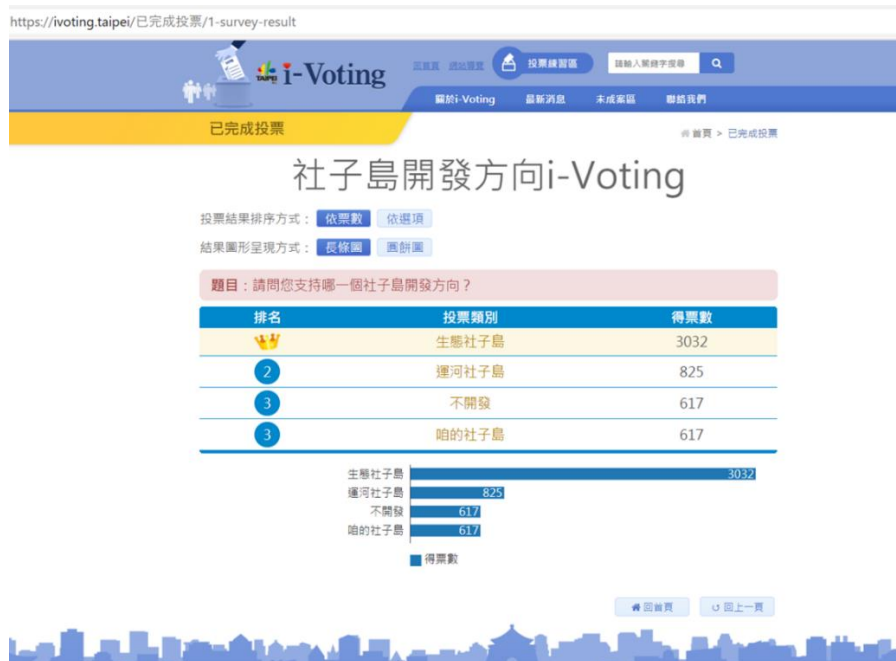 https://ivoting.taipei/已完成投票/1-survey-result
TAIPEI i-Voting
回首頁 網站導覽 投票練習區 請輸入關鍵字搜尋
關於i-Voting 最新消息 未成案區 聯絡我們
已完成投票
首頁 > 已完成投票
社子島開發方向i-Voting
投票結果排序方式： 依票數 依選項
結果圖形呈現方式： 長條圖 圓餅圖
題目：請問您支持哪一個社子島開發方向？
排名 投票類別 得票數
生態社子島 3032
2 運河社子島 825
3 不開發 617
3 咱的社子島 617
生態社子島 3032
運河社子島 825
不開發 617
咱的社子島 617
得票數
回首頁 回上一頁